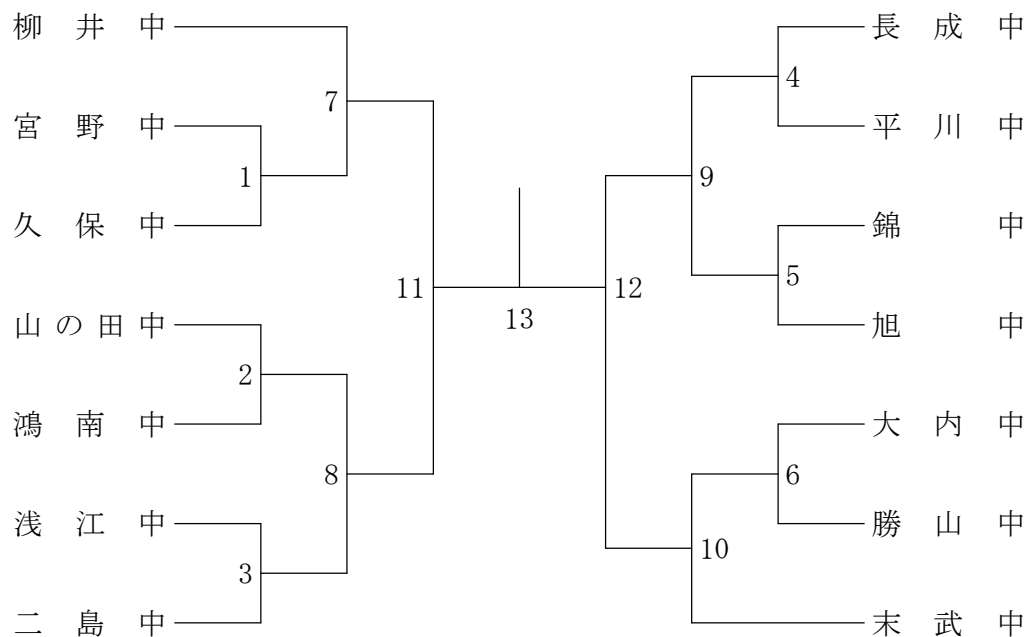 柳井中
宮野中
久保中
山の田中
鴻南中
浅江中
二島中
7
1
2
8
3
11
13
12
9
4
5
6
10
長成中
平川中
錦中
旭中
大内中
勝山中
末武中